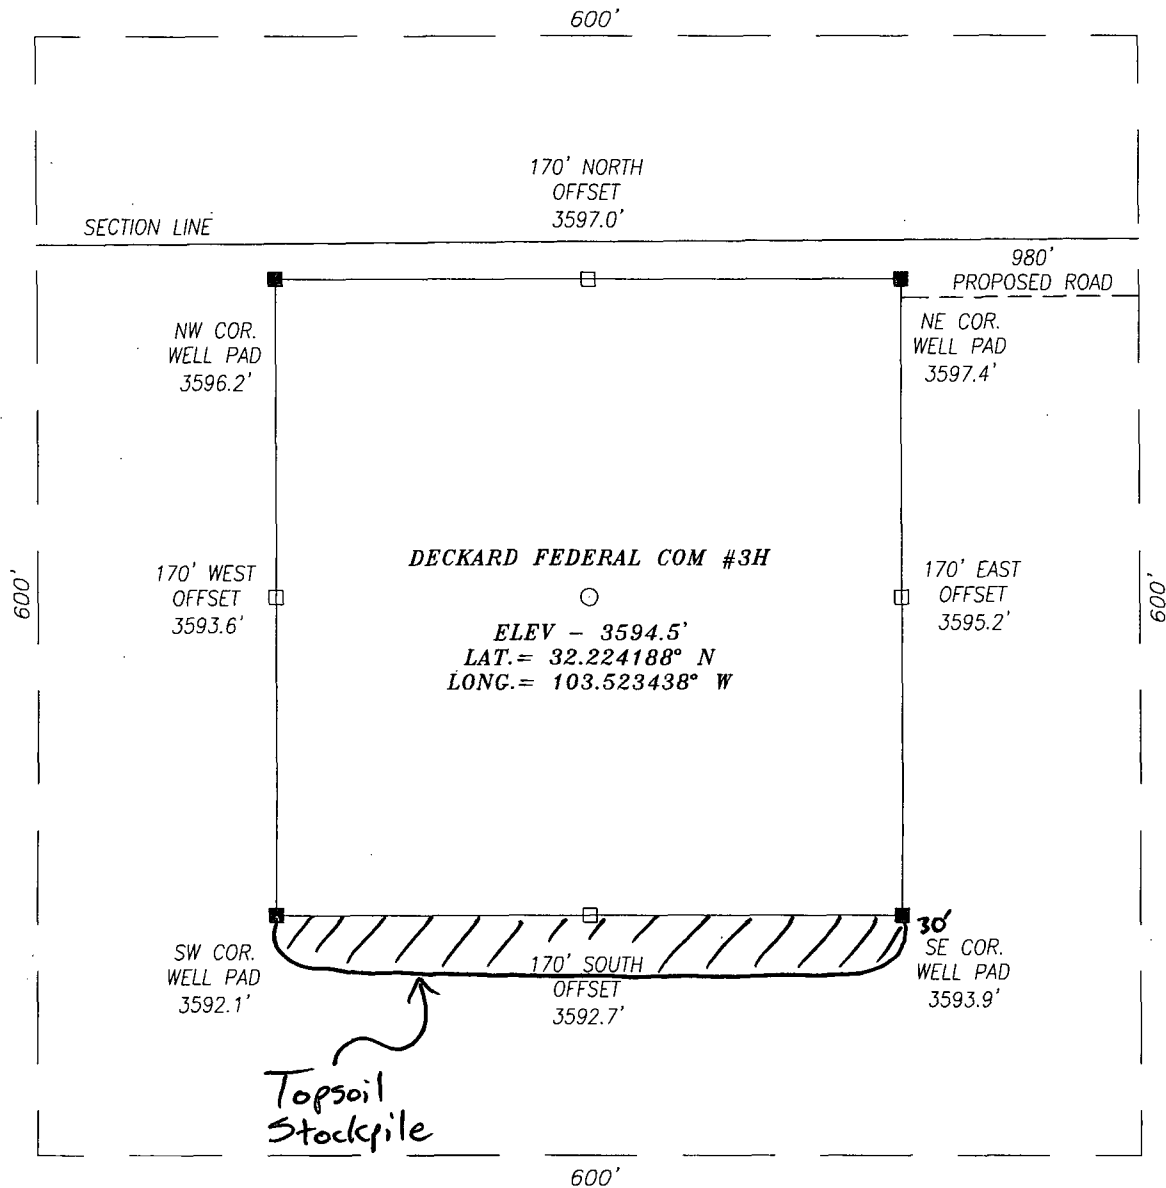 600'
170' NORTH
OFFSET
3597.0'
SECTION LINE
980'
PROPOSED ROAD
NW COR.
WELL PAD
3596.2'
NE COR.
WELL PAD
3597.4'
DECKARD FEDERAL COM #3H
600'
170' WEST
OFFSET
3593.6'
170' EAST
OFFSET
3595.2'
600'
ELEV - 3594.5'
LAT.= 32.224188° N
LONG.= 103.523438° W
30'
SW COR.
WELL PAD
3592.1'
170' SOUTH
OFFSET
3592.7'
SE COR.
WELL PAD
3593.9'
Topsoil
Stockpile
600'